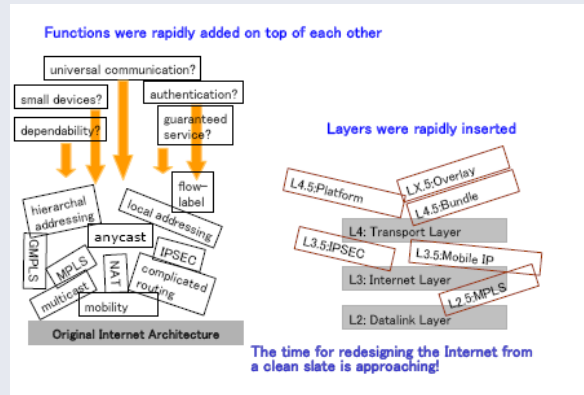 Functions were rapidly added on top of each other
universal communication?
small devices?
authentication?
dependability?
guaranteed
service?
flow-
label
hierarchal
addressing
local addressing
anycast
GMPLS
MPLS
NAT
IPSEC
complicated
routing
multicast
mobility
Original Internet Architecture
Layers were rapidly inserted
L4.5:Platform
LX.5:Overlay
L4.5:Bundle
L4: Transport Layer
L3.5:IPSEC
L3.5:Mobile IP
L3: Internet Layer
L2.5:MPLS
L2: Datalink Layer
The time for redesigning the Internet from
a clean slate is approaching!